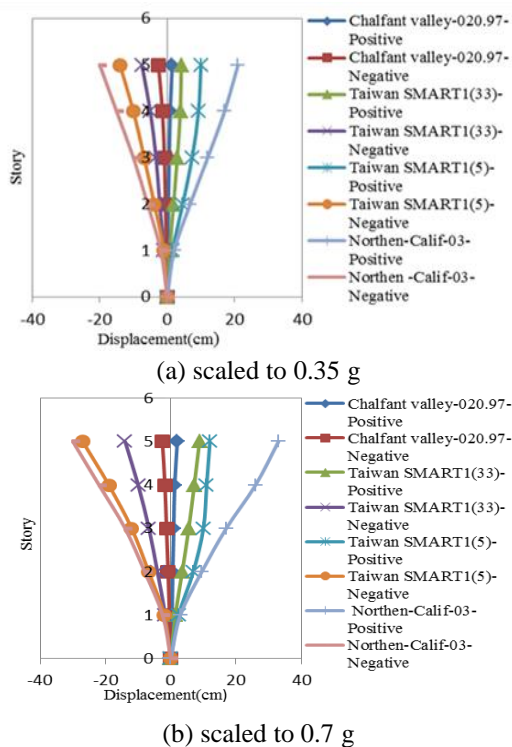 6
5
4
3
2
1
0
Story
-40 -20 0 20 40
Displacement(cm)
Chalfant valley-020.97-
Positive
Chalfant valley-020.97-
Negative
Taiwan SMART1(33)-
Positive
Taiwan SMART1(33)-
Negative
Taiwan SMART1(5)-
Positive
Taiwan SMART1(5)-
Negative
Northen-Calif-03-
Positive
Northen -Calif-03-
Negative
(a) scaled to 0.35 g
6
5
4
3
2
1
0
Story
-40 -20 0 20 40
Displacement(cm)
Chalfant valley-020.97-
Positive
Chalfant valley-020.97-
Negative
Taiwan SMART1(33)-
Positive
Taiwan SMART1(33)-
Negative
Taiwan SMART1(5)-
Positive
Taiwan SMART1(5)-
Negative
Northen-Calif-03-
Positive
Northen-Calif-03-
Negative
(b) scaled to 0.7 g